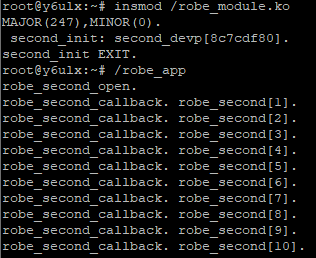 root@y6ulx:~# insmod /robe_module.ko
MAJOR(247),MINOR(0).
second_init: second_devp[8c7cdf80].
second_init EXIT.
root@y6ulx:~# /robe_app
robe_second_open.
robe_second_callback. robe_second[1].
robe_second_callback. robe_second[2].
robe_second_callback. robe_second[3].
robe_second_callback. robe_second[4].
robe_second_callback. robe_second[5].
robe_second_callback. robe_second[6].
robe_second_callback. robe_second[7].
robe_second_callback. robe_second[8].
robe_second_callback. robe_second[9].
robe_second_callback. robe_second[10].